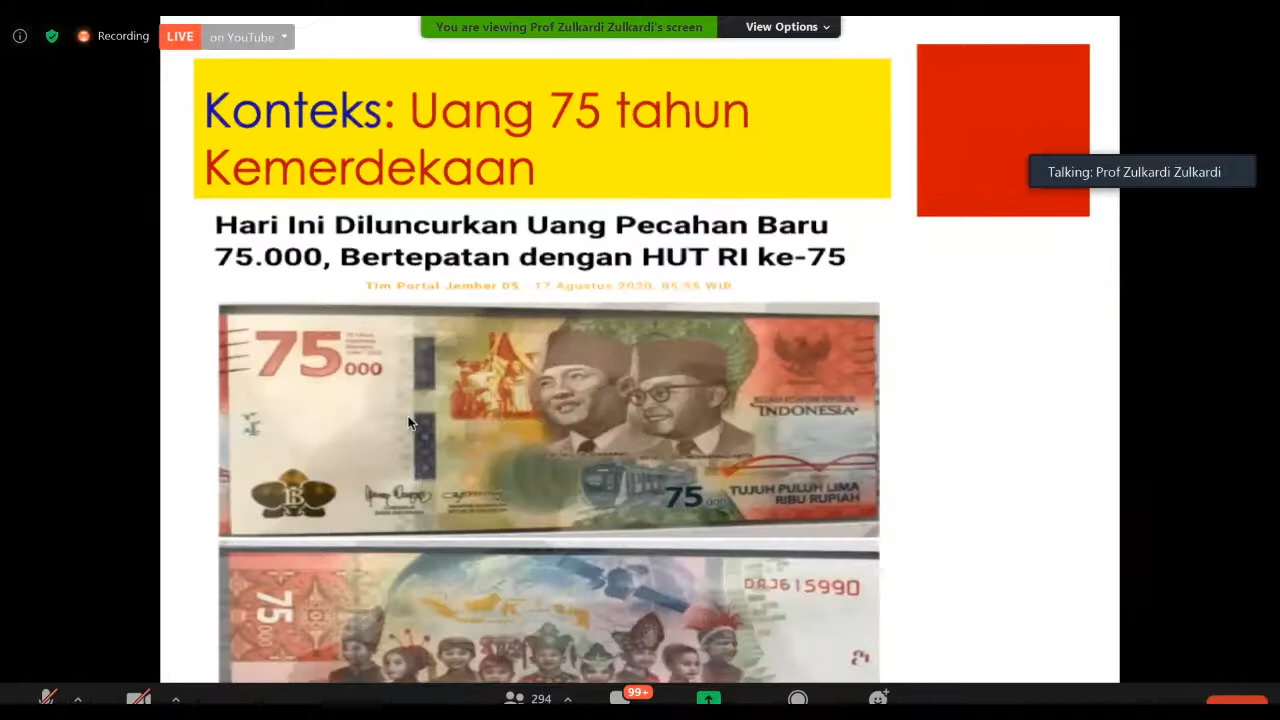 You are viewing Prof Zulkardi Zulkardi's screen
View Options
Recording
LIVE
on YouTube
Konteks: Uang 75 tahun
Kemerdekaan
Talking: Prof Zulkardi Zulkardi
Hari Ini Diluncurkan Uang Pecahan Baru
75.000, Bertepatan dengan HUT RI ke-75
Tim Portal Jember 05 - 17 Agustus 2020, 05:55 WIB
75
000
INDONESIA
75 000
TUJUH PULUH LIMA
RIBU RUPIAH
75
000
DAJ615990
294
99+